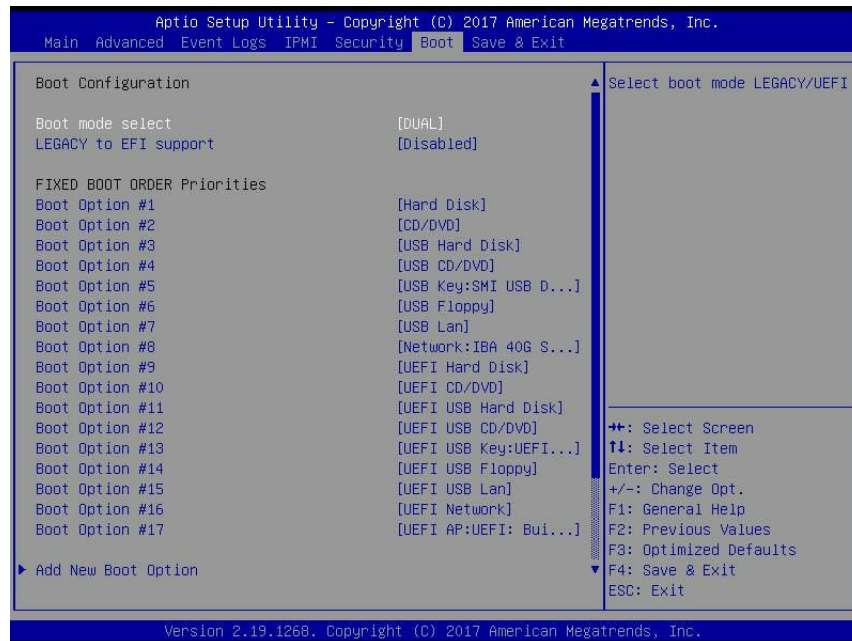 Aptio Setup Utility – Copyright (C) 2017 American Megatrends, Inc.
Main Advanced Event Logs IPMI Security Boot Save & Exit
Boot Configuration
Boot mode select [DUAL]
LEGACY to EFI support [Disabled]
FIXED BOOT ORDER Priorities
Boot Option #1 [Hard Disk]
Boot Option #2 [CD/DVD]
Boot Option #3 [USB Hard Disk]
Boot Option #4 [USB CD/DVD]
Boot Option #5 [USB Key:SMI USB D...]
Boot Option #6 [USB Floppy]
Boot Option #7 [USB Lan]
Boot Option #8 [Network:IBA 40G S...]
Boot Option #9 [UEFI Hard Disk]
Boot Option #10 [UEFI CD/DVD]
Boot Option #11 [UEFI USB Hard Disk]
Boot Option #12 [UEFI USB CD/DVD]
Boot Option #13 [UEFI USB Key:UEFI...]
Boot Option #14 [UEFI USB Floppy]
Boot Option #15 [UEFI USB Lan]
Boot Option #16 [UEFI Network]
Boot Option #17 [UEFI AP:UEFI: Bui...]
Add New Boot Option
Select boot mode LEGACY/UEFI
→←: Select Screen
↑↓: Select Item
Enter: Select
+/-: Change Opt.
F1: General Help
F2: Previous Values
F3: Optimized Defaults
F4: Save & Exit
ESC: Exit
Version 2.19.1268. Copyright (C) 2017 American Megatrends, Inc.